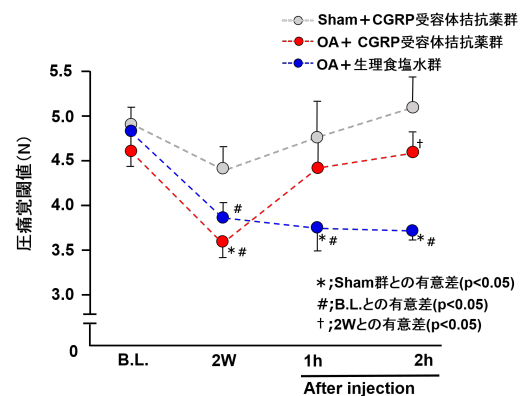 Sham＋CGRP受容体拮抗薬群
OA＋CGRP受容体拮抗薬群
OA＋生理食塩水群
圧痛覚閾値(N)
5.5
5.0
4.5
4.0
3.5
3.0
0
#
*#
*#
†
*#
*;Sham群との有意差(p<0.05)
#;B.L.との有意差(p<0.05)
†;2Wとの有意差(p<0.05)
B.L. 2W 1h 2h
After injection